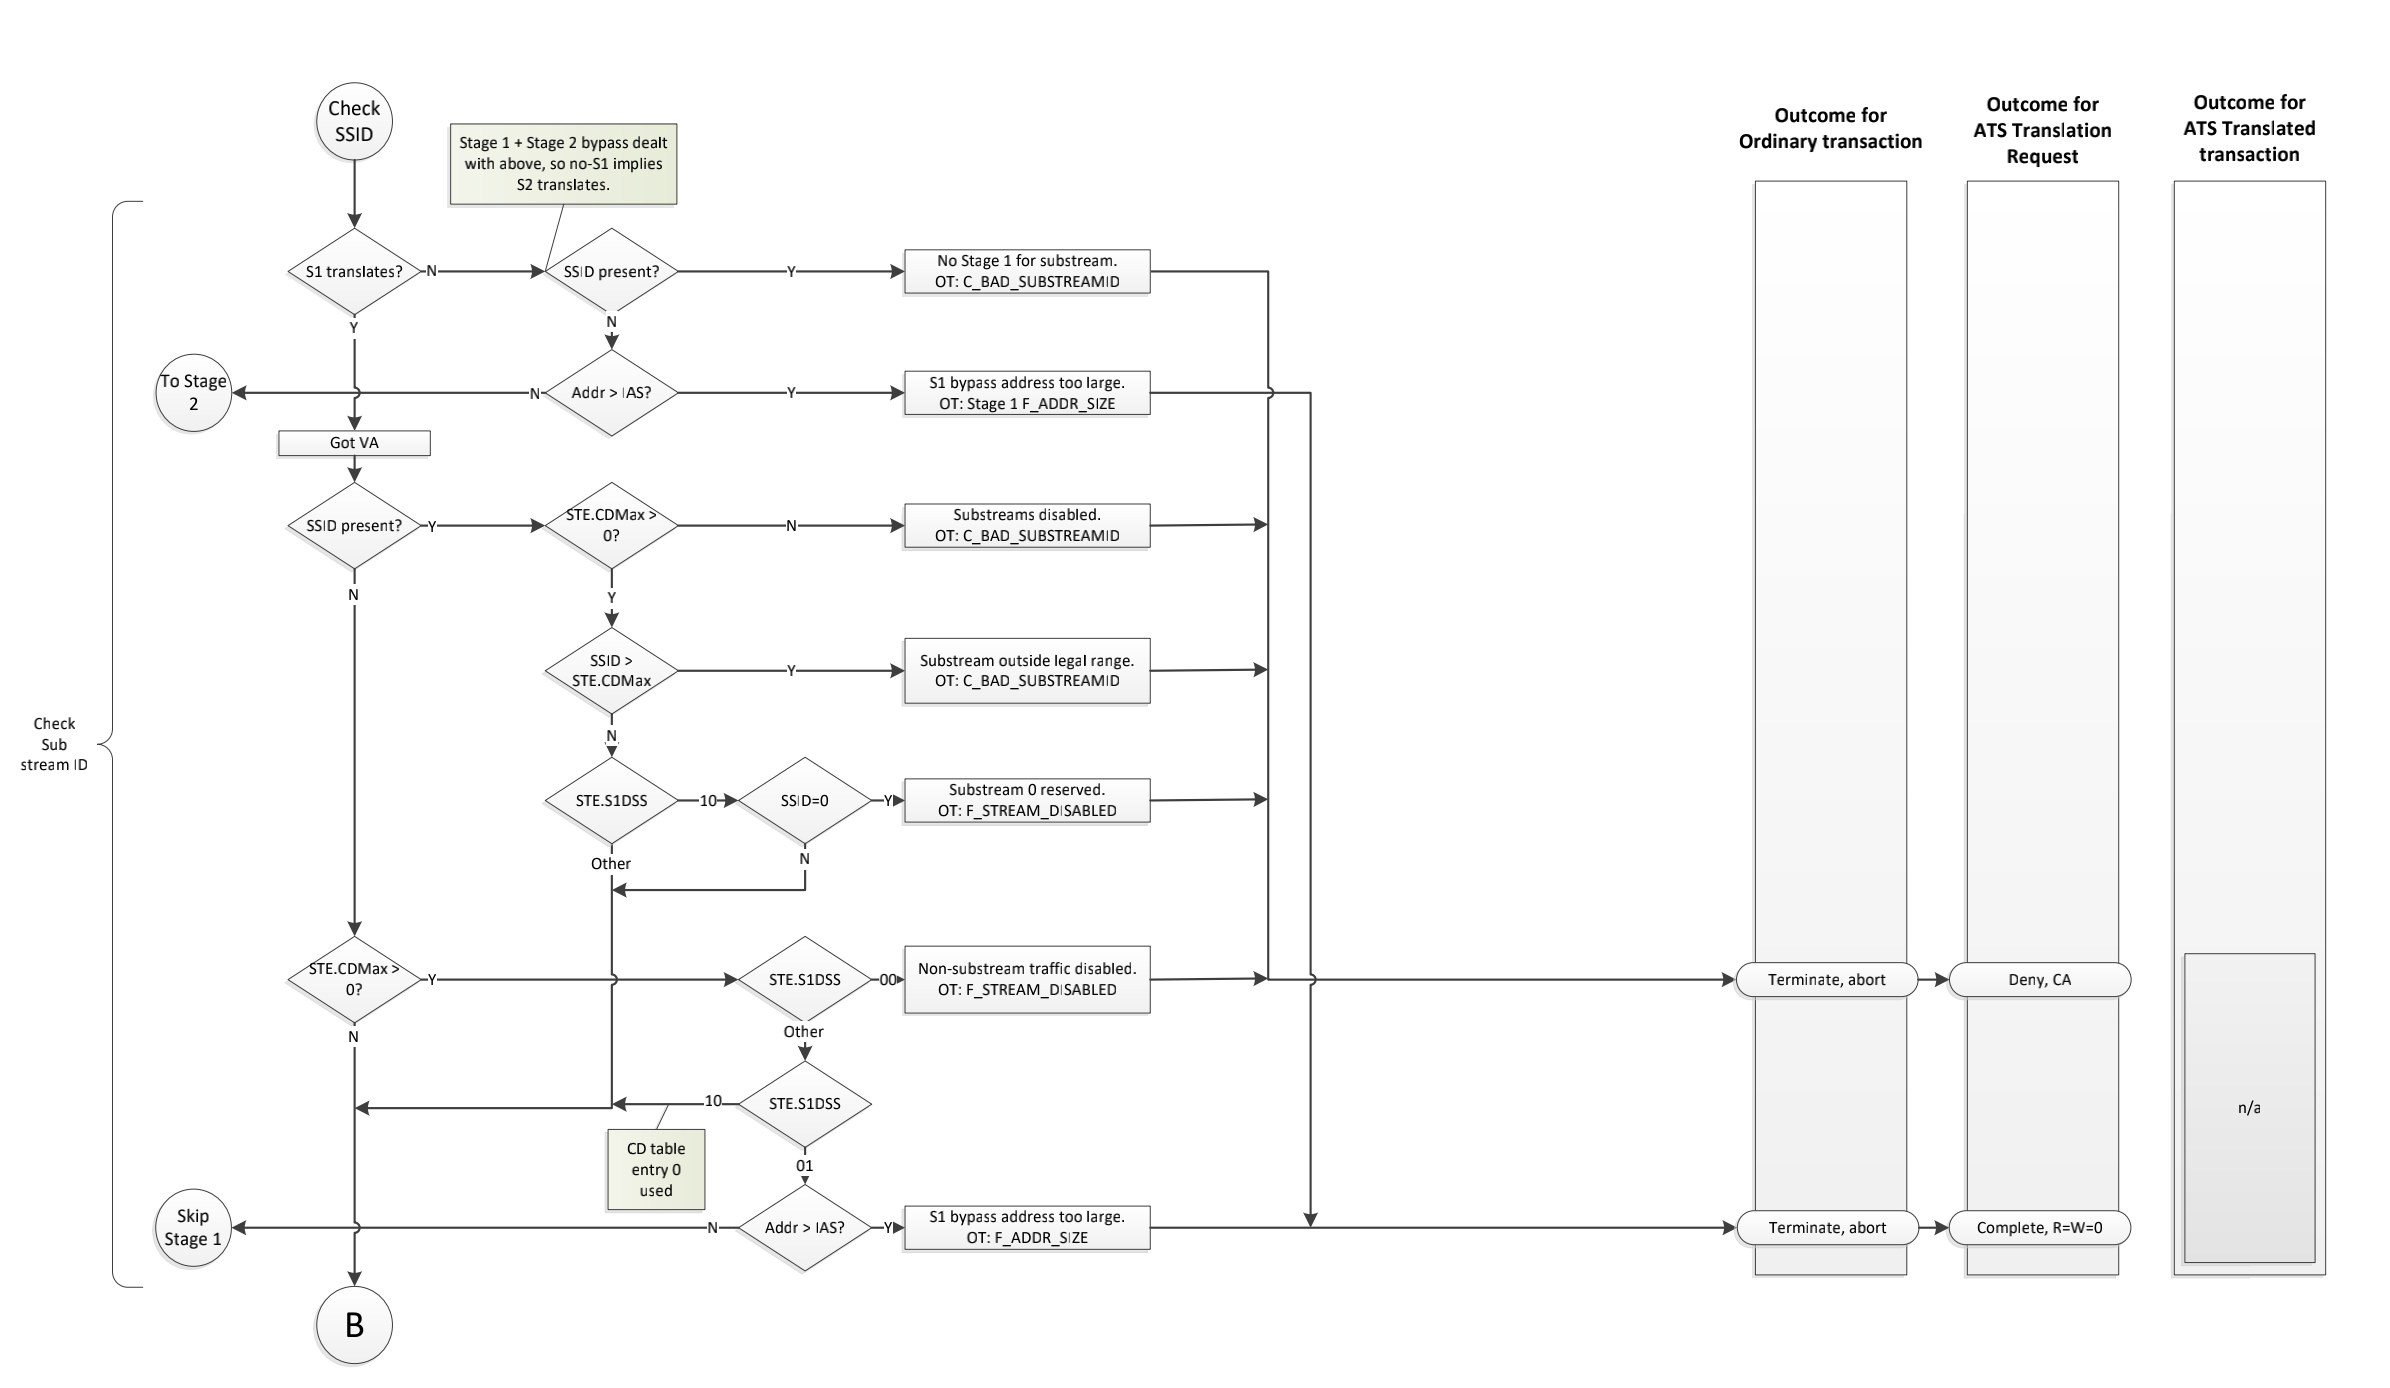 Check
SSID
Stage 1 + Stage 2 bypass dealt
with above, so no-S1 implies
S2 translates.
Outcome for
Ordinary transaction
Outcome for
ATS Translation
Request
Outcome for
ATS Translated
transaction
S1 translates?
N
SSID present?
Y
No Stage 1 for substream.
OT: C_BAD_SUBSTREAMID
Y
N
To Stage
2
N
Addr > IAS?
Y
S1 bypass address too large.
OT: Stage 1 F_ADDR_SIZE
Got VA
SSID present?
Y
STE.CDMax >
0?
N
Substreams disabled.
OT: C_BAD_SUBSTREAMID
N
Y
SSID >
STE.CDMax
Y
Substream outside legal range.
OT: C_BAD_SUBSTREAMID
N
Check
Sub
stream ID
STE.S1DSS
10
SSID=0
Y
Substream 0 reserved.
OT: F_STREAM_DISABLED
Other
N
STE.CDMax >
0?
Y
STE.S1DSS
00
Non-substream traffic disabled.
OT: F_STREAM_DISABLED
Terminate, abort
Deny, CA
N
Other
10
STE.S1DSS
n/a
CD table
entry 0
used
01
Skip
Stage 1
N
Addr > IAS?
Y
S1 bypass address too large.
OT: F_ADDR_SIZE
Terminate, abort
Complete, R=W=0
B